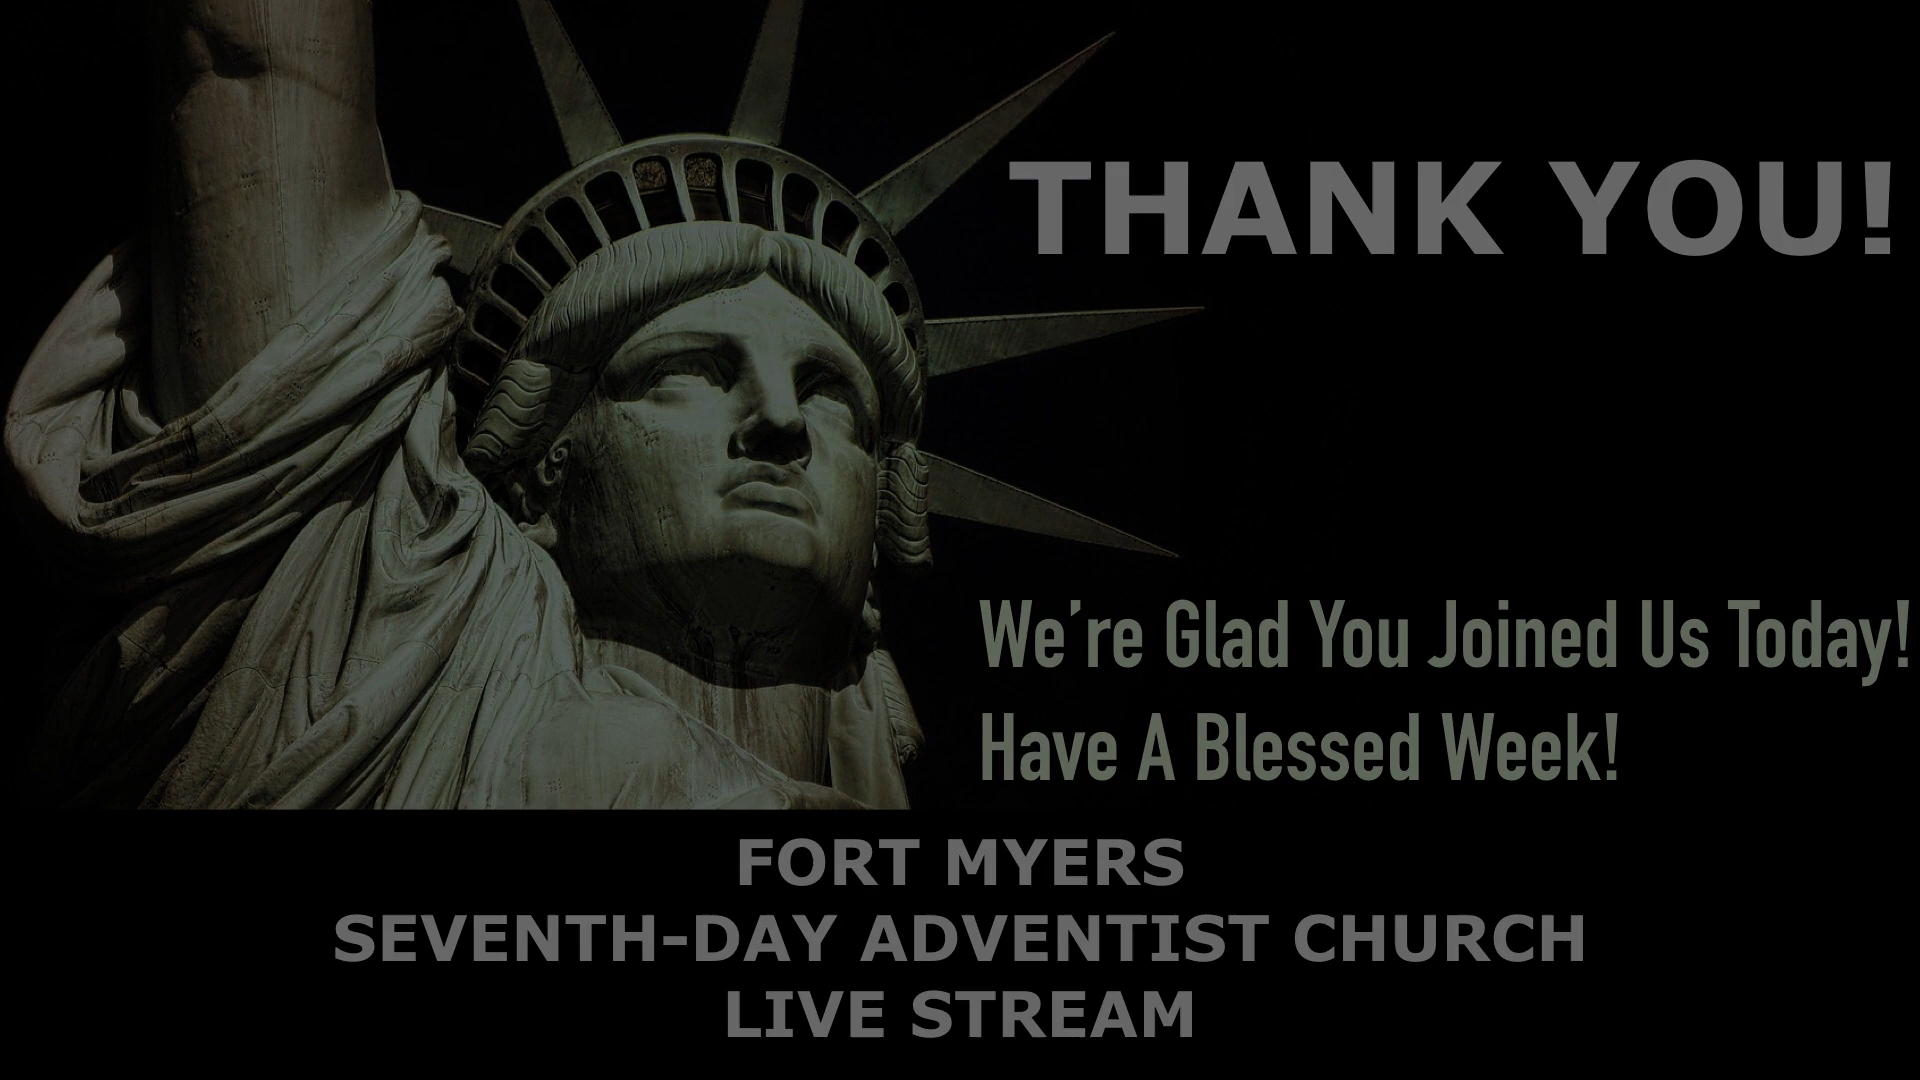 THANK YOU!
We're Glad You Joined Us Today!
Have A Blessed Week!
FORT MYERS
SEVENTH-DAY ADVENTIST CHURCH
LIVE STREAM